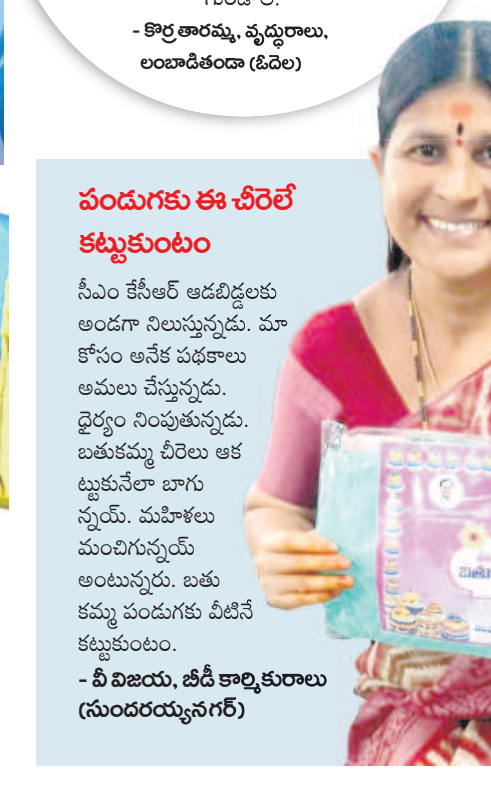 - కొర్ర తారమ్మ, వృద్ధురాలు,
లంబాడితండా (ఓదెల)
పండుగకు ఈ చీరెలే
కట్టుకుంటం
సీఎం కేసీఆర్ ఆడబిడ్డలకు
అండగా నిలుస్తున్నడు. మా
కోసం అనేక పథకాలు
అమలు చేస్తున్నడు.
ధైర్యం నింపుతున్నడు.
బతుకమ్మ చీరెలు ఆక
ట్టుకునేలా బాగు
న్నయ్. మహిళలు
మంచిగున్నయ్
అంటున్నరు. బతు
కమ్మ పండుగకు వీటినే
కట్టుకుంటం.
- వీ విజయ, బీడీ కార్మికురాలు
(సుందరయ్యనగర్)